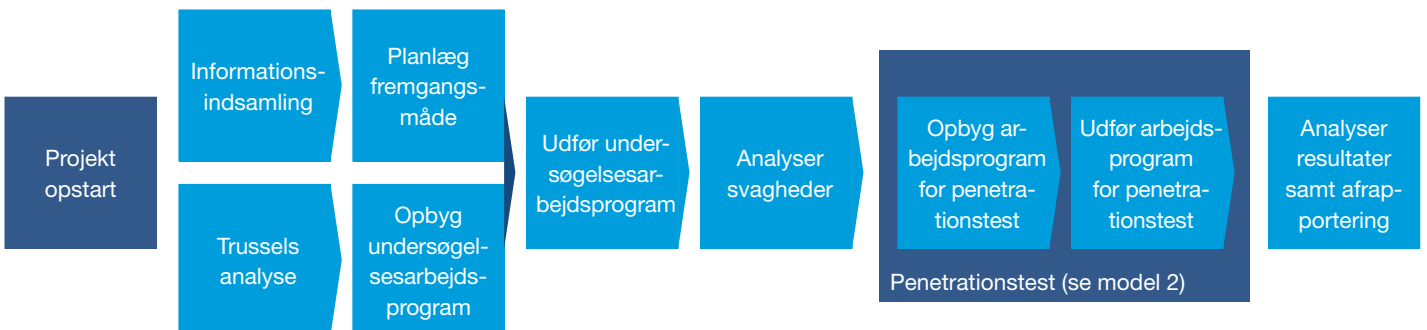 Projekt
opstart
Informations-
indsamling
Trussels
analyse
Planlæg
fremgangs-
måde
Opbyg
undersøgel-
sesarbejds-
program
Udfør under-
søgelsesar-
bejdsprogram
Analyser
svagheder
Opbyg ar-
bejdsprogram
for penetra-
tionstest
Udfør arbejds-
program
for penetra-
tionstest
Penetrationstest (se model 2)
Analyser
resultater
samt afrap-
portering